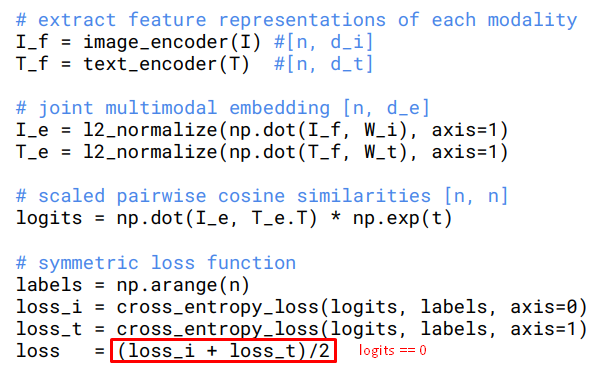 # extract feature representations of each modality
I_f = image_encoder(I) #[n, d_i]
T_f = text_encoder(T)  #[n, d_t]
# joint multimodal embedding [n, d_e]
I_e = l2_normalize(np.dot(I_f, W_i), axis=1)
T_e = l2_normalize(np.dot(T_f, W_t), axis=1)
# scaled pairwise cosine similarities [n, n]
logits = np.dot(I_e, T_e.T) * np.exp(t)
# symmetric loss function
labels = np.arange(n)
loss_i = cross_entropy_loss(logits, labels, axis=0)
loss_t = cross_entropy_loss(logits, labels, axis=1)
loss   = (loss_i + loss_t)/2 logits == 0